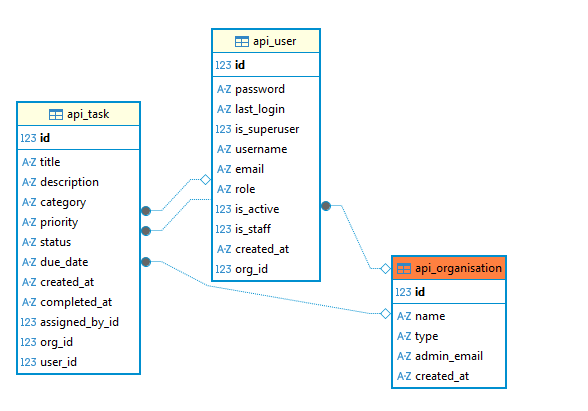 api_user
123 id
A-Z password
A-Z last_login
123 is_superuser
A-Z username
A-Z email
A-Z role
123 is_active
123 is_staff
A-Z created_at
123 org_id
api_task
123 id
A-Z title
A-Z description
A-Z category
A-Z priority
A-Z status
A-Z due_date
A-Z created_at
A-Z completed_at
123 assigned_by_id
123 org_id
123 user_id
api_organisation
123 id
A-Z name
A-Z type
A-Z admin_email
A-Z created_at